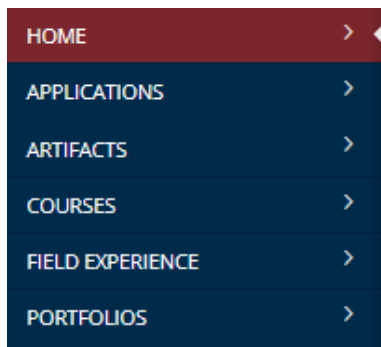 HOME
APPLICATIONS
ARTIFACTS
COURSES
FIELD EXPERIENCE
PORTFOLIOS